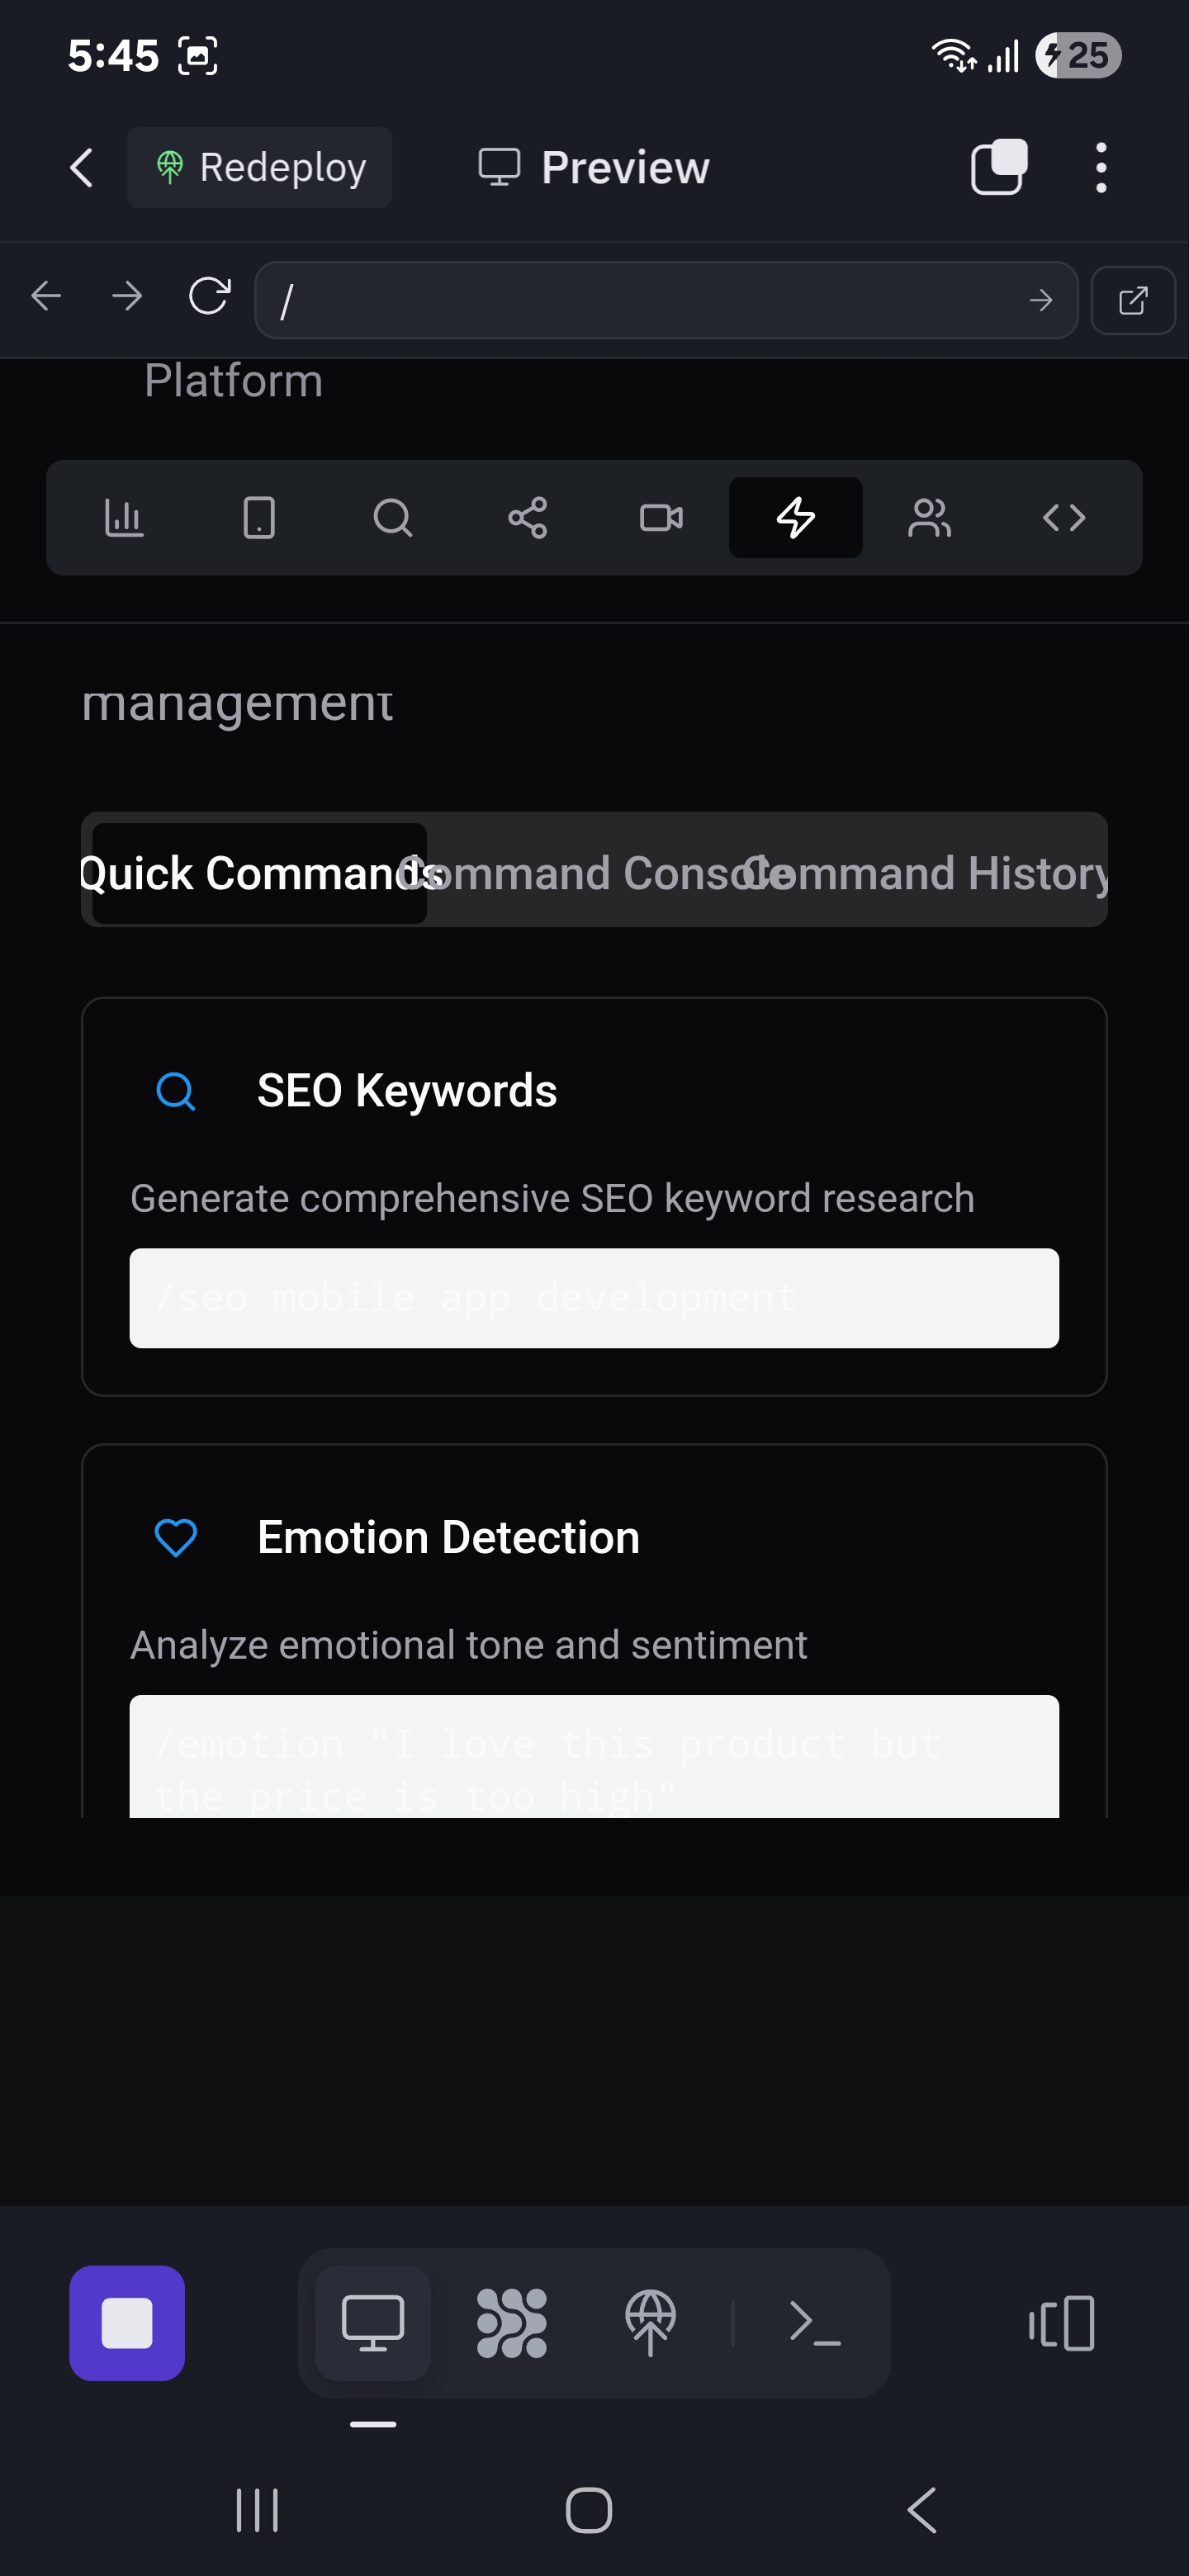 5:45
25
Redeploy
Preview
/
Platform
management
Quick Commands
Command Console
Command History
SEO Keywords
Generate comprehensive SEO keyword research
/seo mobile app development
Emotion Detection
Analyze emotional tone and sentiment
/emotion "I love this product but
the price is too high"